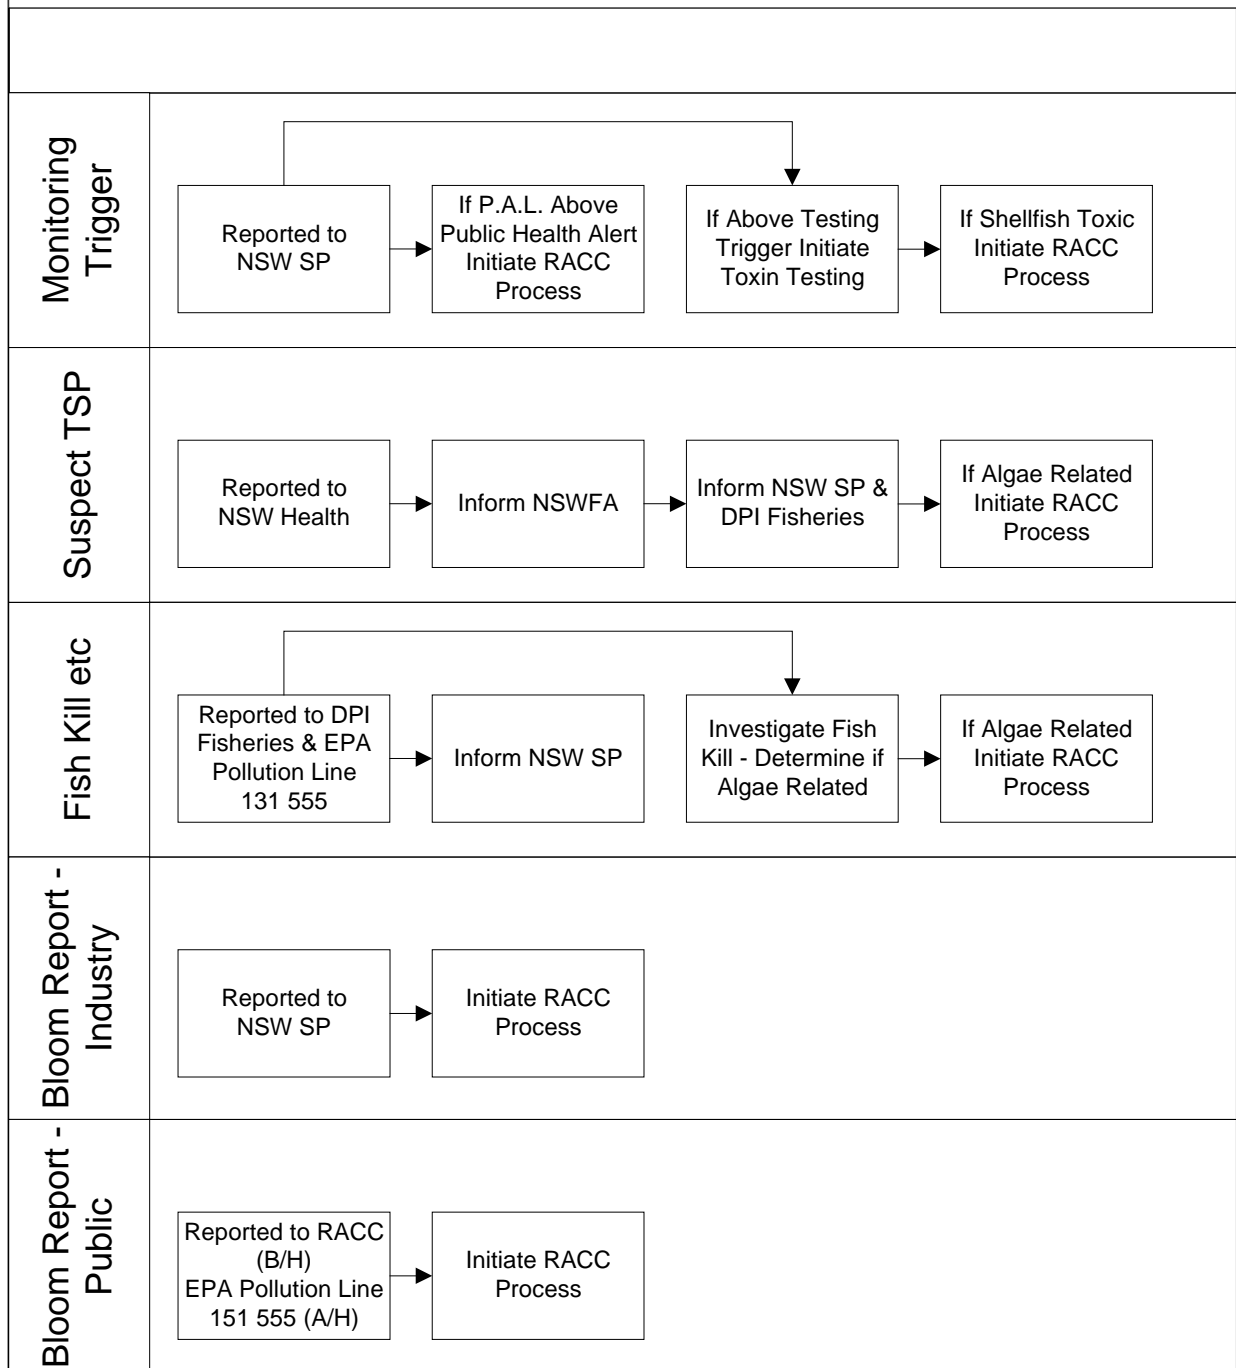 Monitoring
Trigger
Reported to
NSW SP
If P.A.L. Above
Public Health Alert
Initiate RACC
Process
If Above Testing
Trigger Initiate
Toxin Testing
If Shellfish Toxic
Initiate RACC
Process
Suspect TSP
Reported to
NSW Health
Inform NSWFA
Inform NSW SP &
DPI Fisheries
If Algae Related
Initiate RACC
Process
Fish Kill etc
Reported to DPI
Fisheries & EPA
Pollution Line
131 555
Inform NSW SP
Investigate Fish
Kill - Determine if
Algae Related
If Algae Related
Initiate RACC
Process
Bloom Report -
Industry
Reported to
NSW SP
Initiate RACC
Process
Bloom Report -
Public
Reported to RACC
(B/H)
EPA Pollution Line
151 555 (A/H)
Initiate RACC
Process